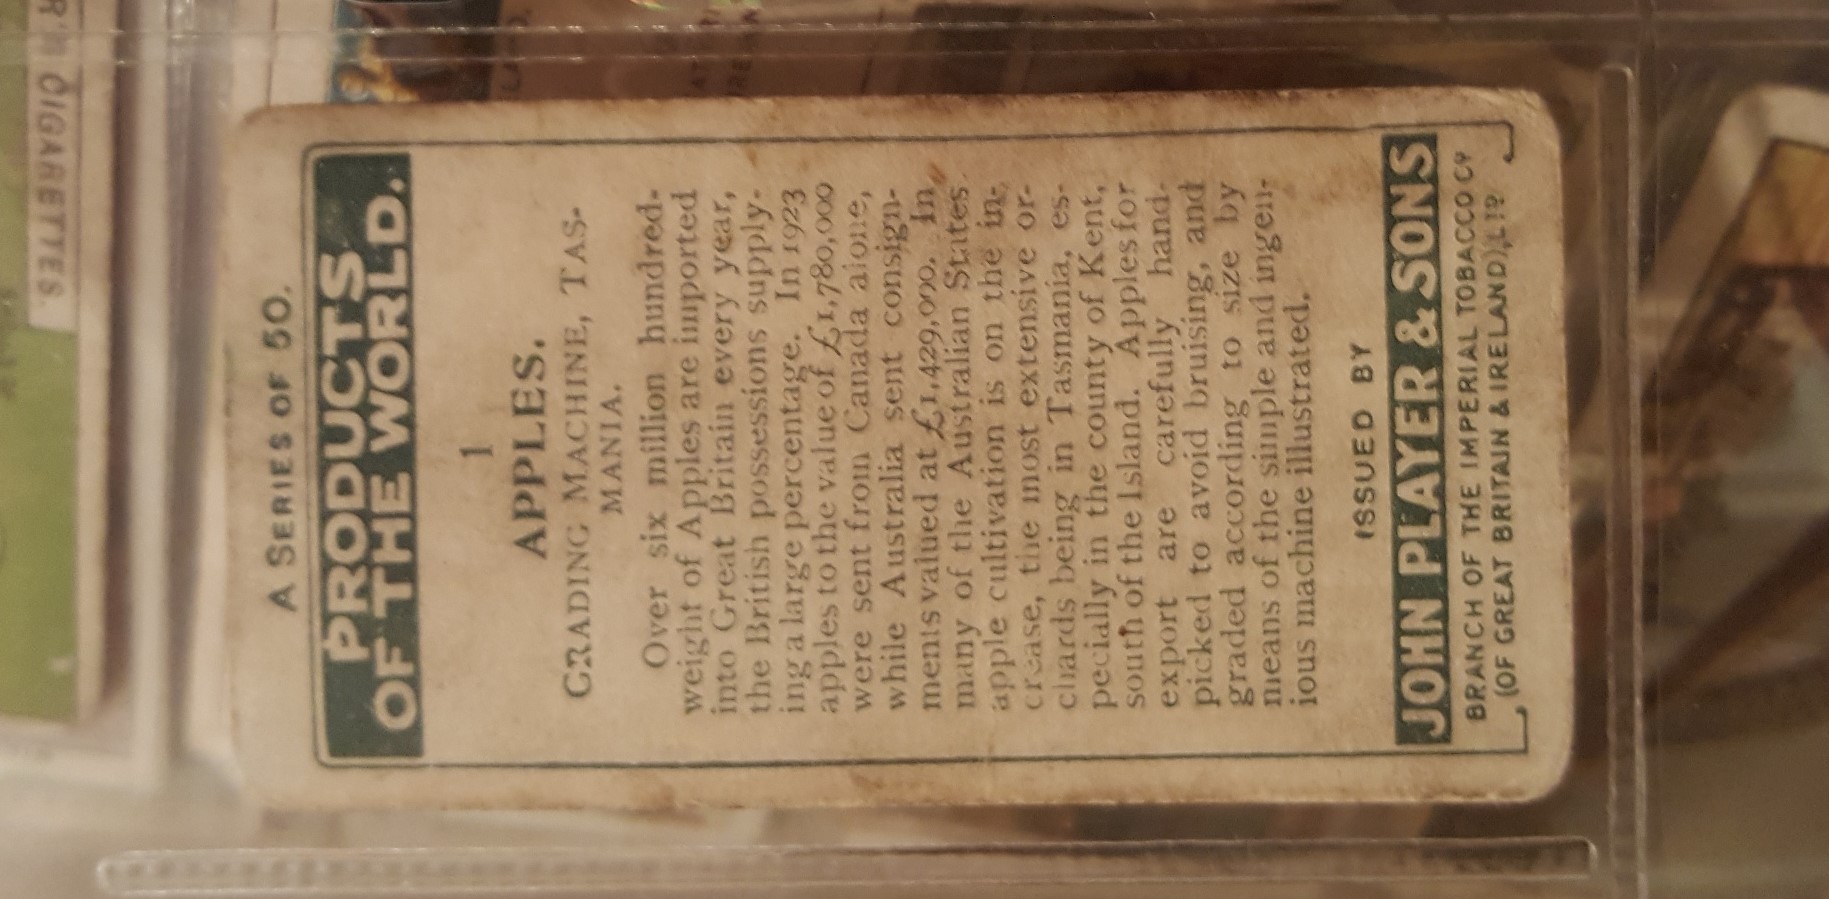 A SERIES OF 50.
PRODUCTS
OF THE WORLD.
1
APPLES.
GRADING MACHINE, TAS-
MANIA.
Over six million hundred-
weight of Apples are imported
into Great Britain every year,
the British possessions supply-
ing a large percentage. In 1923
apples to the value of £1,780,000
were sent from Canada alone,
while Australia sent consign-
ments valued at £1,429,000. In
many of the Australian States
apple cultivation is on the in-
crease, the most extensive or-
chards being in Tasmania, es-
pecially in the county of Kent,
south of the Island. Apples for
export are carefully hand-
picked to avoid bruising, and
graded according to size by
means of the simple and ingen-
ious machine illustrated.
ISSUED BY
JOHN PLAYER & SONS
BRANCH OF THE IMPERIAL TOBACCO CO
(OF GREAT BRITAIN & IRELAND), LTD
CIGARETTES.